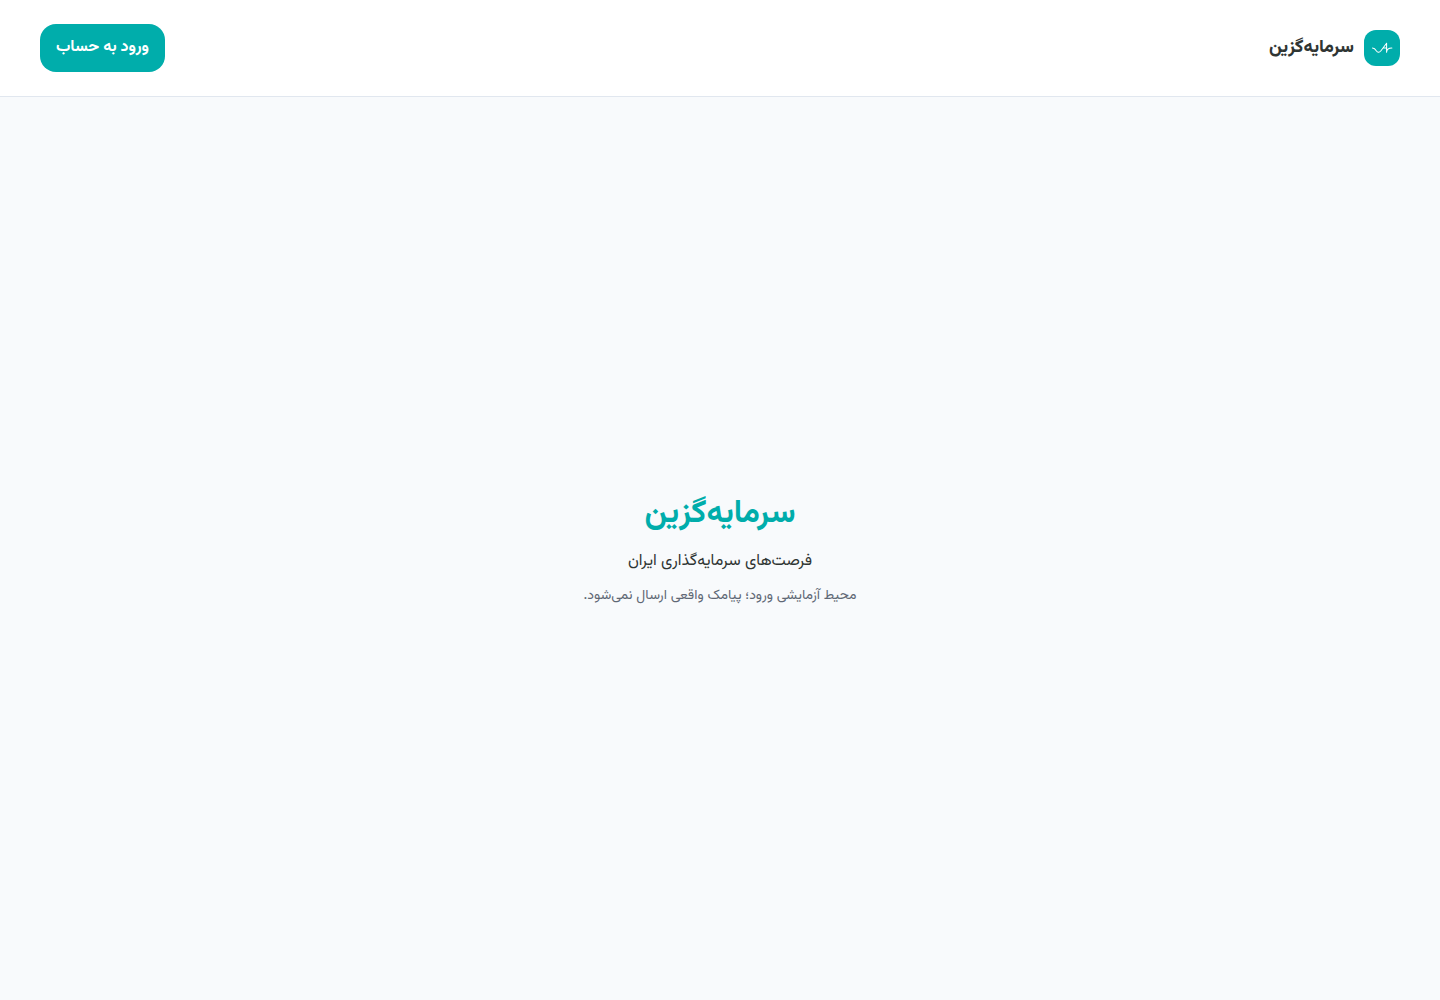 سرمایه‌گزین
ورود به حساب
سرمایه‌گزین
فرصت‌های سرمایه‌گذاری ایران
محیط آزمایشی ورود؛ پیامک واقعی ارسال نمی‌شود.